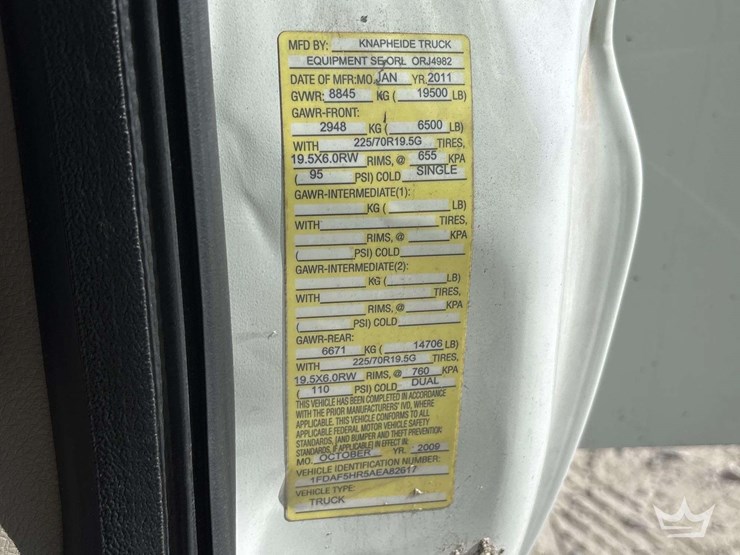 MFD BY: KNAPHEIDE TRUCK
EQUIPMENT SE ORL ORJ4982
DATE OF MFR:MO. JAN YR. 2011
GVWR: 8845 KG ( 19500 LB)
GAWR-FRONT:
2948 KG ( 6500 LB)
WITH 225/70R19.5G TIRES,
19.5X6.0RW RIMS, @ 655 KPA
( 95 PSI) COLD SINGLE
GAWR-INTERMEDIATE(1):
KG ( LB)
WITH TIRES,
RIMS, @ KPA
( PSI) COLD
GAWR-INTERMEDIATE(2):
KG ( LB)
WITH TIRES,
RIMS, @ KPA
( PSI) COLD
GAWR-REAR:
6671 KG ( 14706 LB)
WITH 225/70R19.5G TIRES,
19.5X6.0RW RIMS, @ 760 KPA
( 110 PSI) COLD DUAL
THIS VEHICLE HAS BEEN COMPLETED IN ACCORDANCE
WITH THE PRIOR MANUFACTURERS' IVD, WHERE
APPLICABLE. THIS VEHICLE CONFORMS TO ALL
APPLICABLE FEDERAL MOTOR VEHICLE SAFETY
STANDARDS, [AND BUMPER AND THEFT PREVENTION
STANDARDS, IF APPLICABLE] IN EFFECT IN:
MO. OCTOBER YR. 2009
VEHICLE IDENTIFICATION NUMBER:
1FDAF5HR5AEA82617
VEHICLE TYPE:
TRUCK